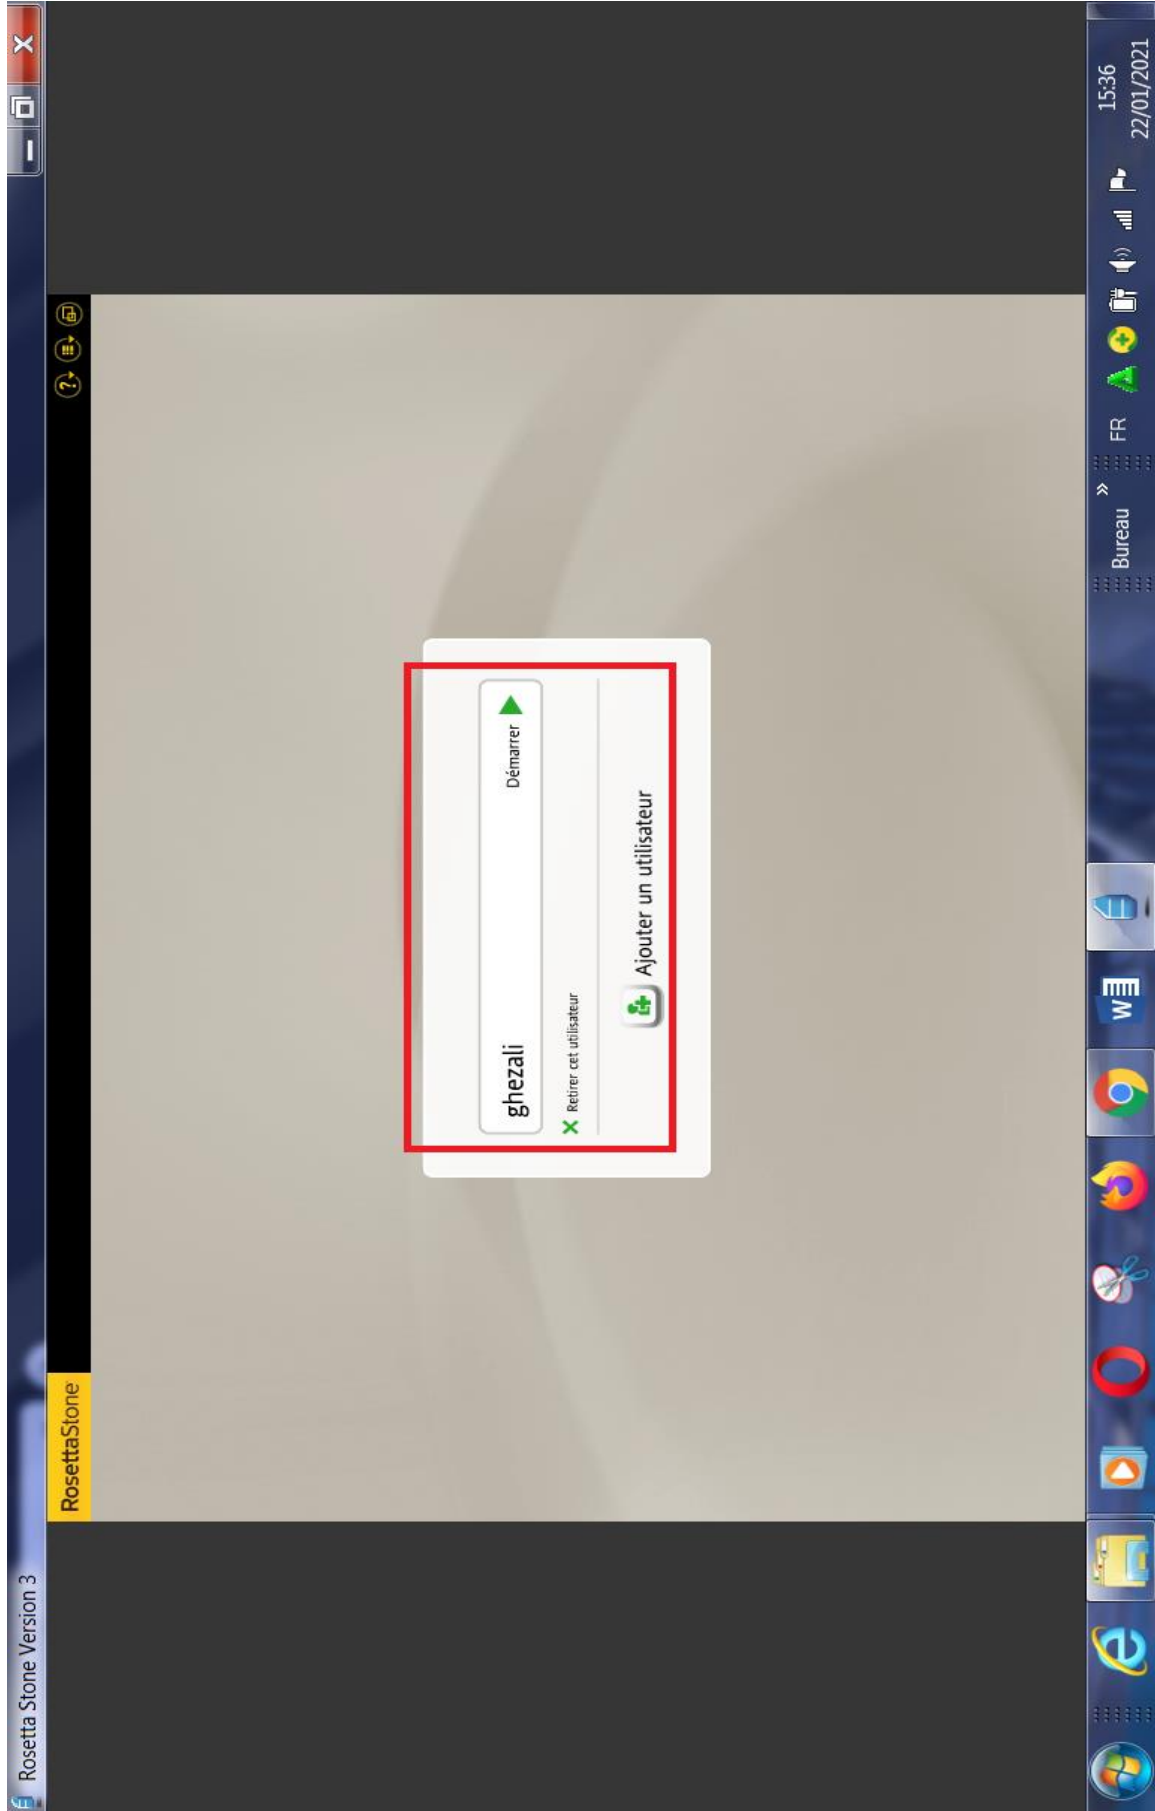 Rosetta Stone Version 3
RosettaStone
ghezali
Démarrer
Retirer cet utilisateur
Ajouter un utilisateur
Bureau
FR
15:36
22/01/2021